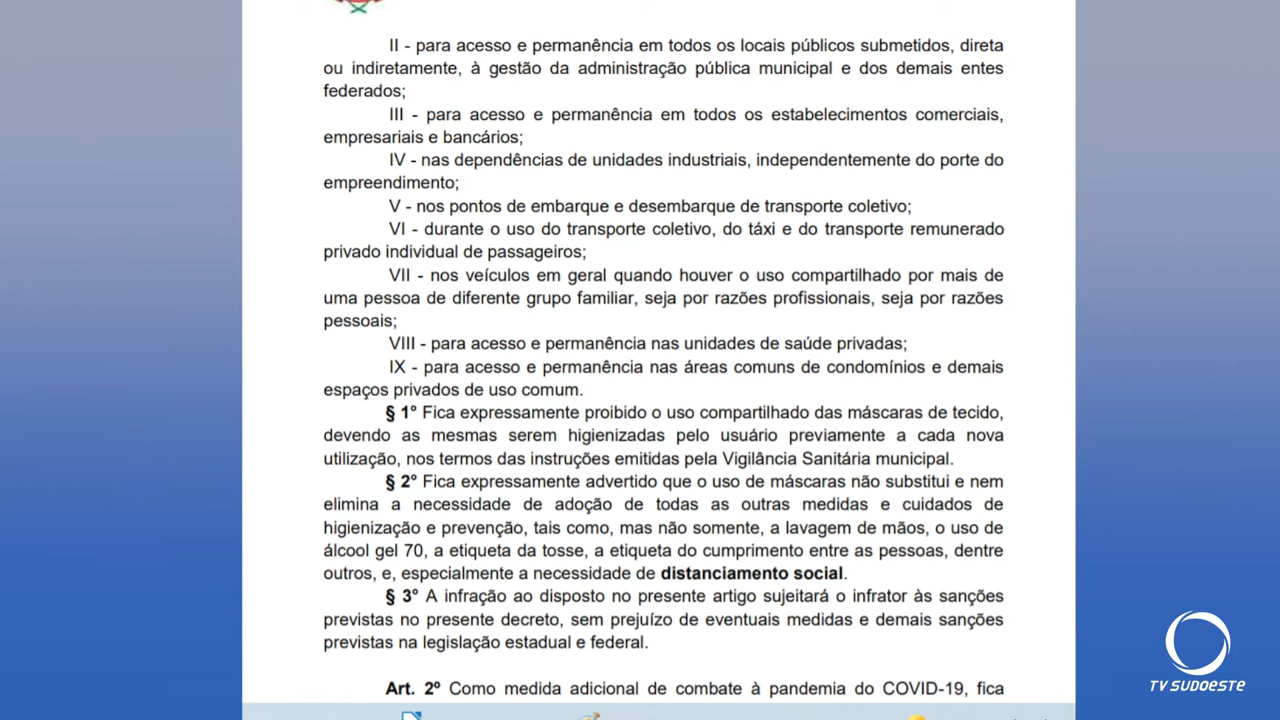 II - para acesso e permanência em todos os locais públicos submetidos, direta
ou indiretamente, à gestão da administração pública municipal e dos demais entes
federados;
III - para acesso e permanência em todos os estabelecimentos comerciais,
empresariais e bancários;
IV - nas dependências de unidades industriais, independentemente do porte do
empreendimento;
V - nos pontos de embarque e desembarque de transporte coletivo;
VI - durante o uso do transporte coletivo, do táxi e do transporte remunerado
privado individual de passageiros;
VII - nos veículos em geral quando houver o uso compartilhado por mais de
uma pessoa de diferente grupo familiar, seja por razões profissionais, seja por razões
pessoais;
VIII - para acesso e permanência nas unidades de saúde privadas;
IX - para acesso e permanência nas áreas comuns de condomínios e demais
espaços privados de uso comum.
§ 1° Fica expressamente proibido o uso compartilhado das máscaras de tecido,
devendo as mesmas serem higienizadas pelo usuário previamente a cada nova
utilização, nos termos das instruções emitidas pela Vigilância Sanitária municipal.
§ 2° Fica expressamente advertido que o uso de máscaras não substitui e nem
elimina a necessidade de adoção de todas as outras medidas e cuidados de
higienização e prevenção, tais como, mas não somente, a lavagem de mãos, o uso de
álcool gel 70, a etiqueta da tosse, a etiqueta do cumprimento entre as pessoas, dentre
outros, e, especialmente a necessidade de distanciamento social.
§ 3° A infração ao disposto no presente artigo sujeitará o infrator às sanções
previstas no presente decreto, sem prejuízo de eventuais medidas e demais sanções
previstas na legislação estadual e federal.
Art. 2º Como medida adicional de combate à pandemia do COVID-19, fica
TV SUDOESTE